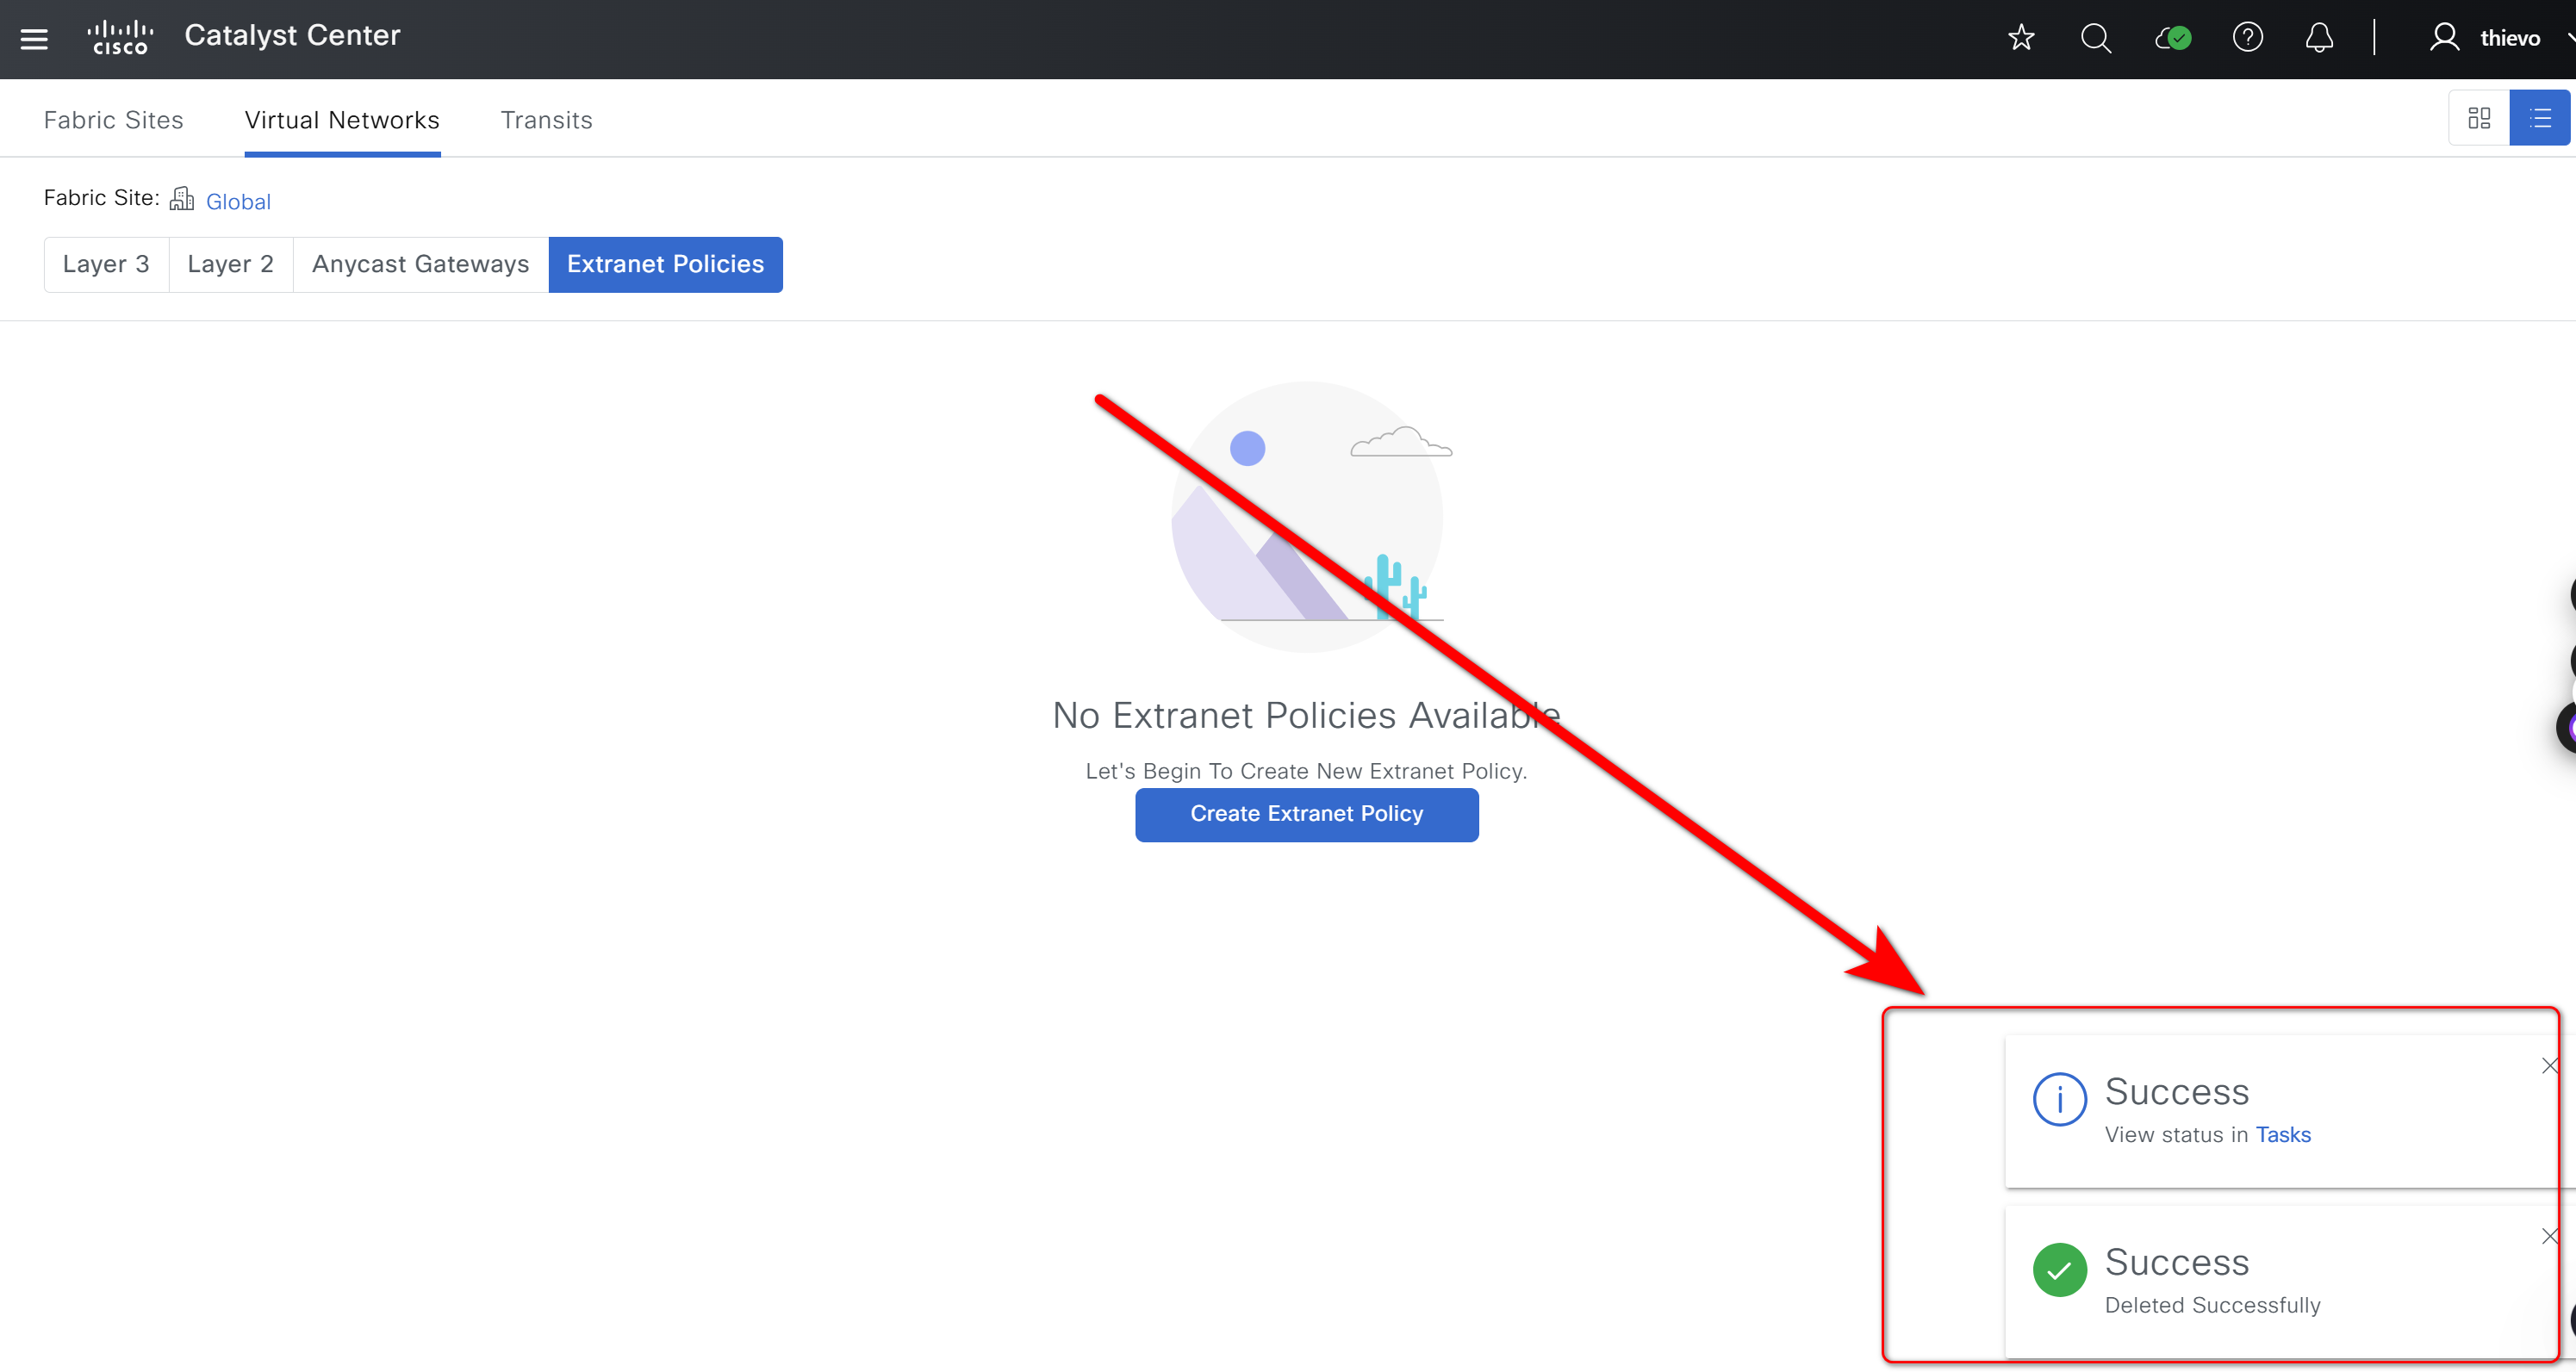 CISCO
Catalyst Center
thievo
Fabric Sites
Virtual Networks
Transits
Fabric Site: Global
Layer 3
Layer 2
Anycast Gateways
Extranet Policies
No Extranet Policies Available
Let's Begin To Create New Extranet Policy.
Create Extranet Policy
Success
View status in Tasks
Success
Deleted Successfully